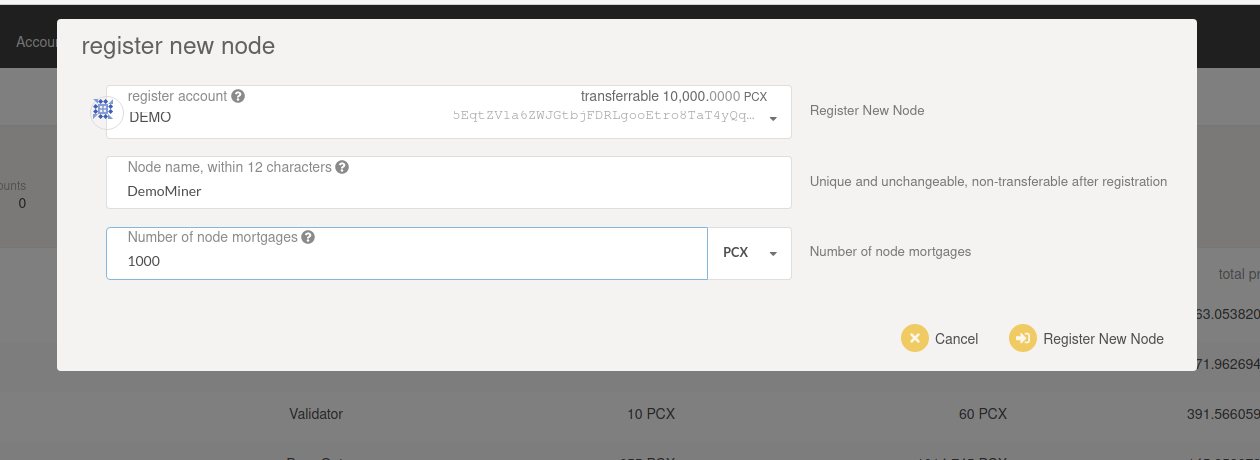 Accou
register new node
register account
transferrable 10,000.0000 PCX
DEMO
5EqtZV1a6ZWJGtbjFDRLgooEtro8TaT4yQq…
Register New Node
Node name, within 12 characters
DemoMiner
Unique and unchangeable, non-transferable after registration
ounts
0
Number of node mortgages
1000
PCX
Number of node mortgages
total pr
63.053820
Cancel
Register New Node
71.962694
Validator
10 PCX
60 PCX
391.566059